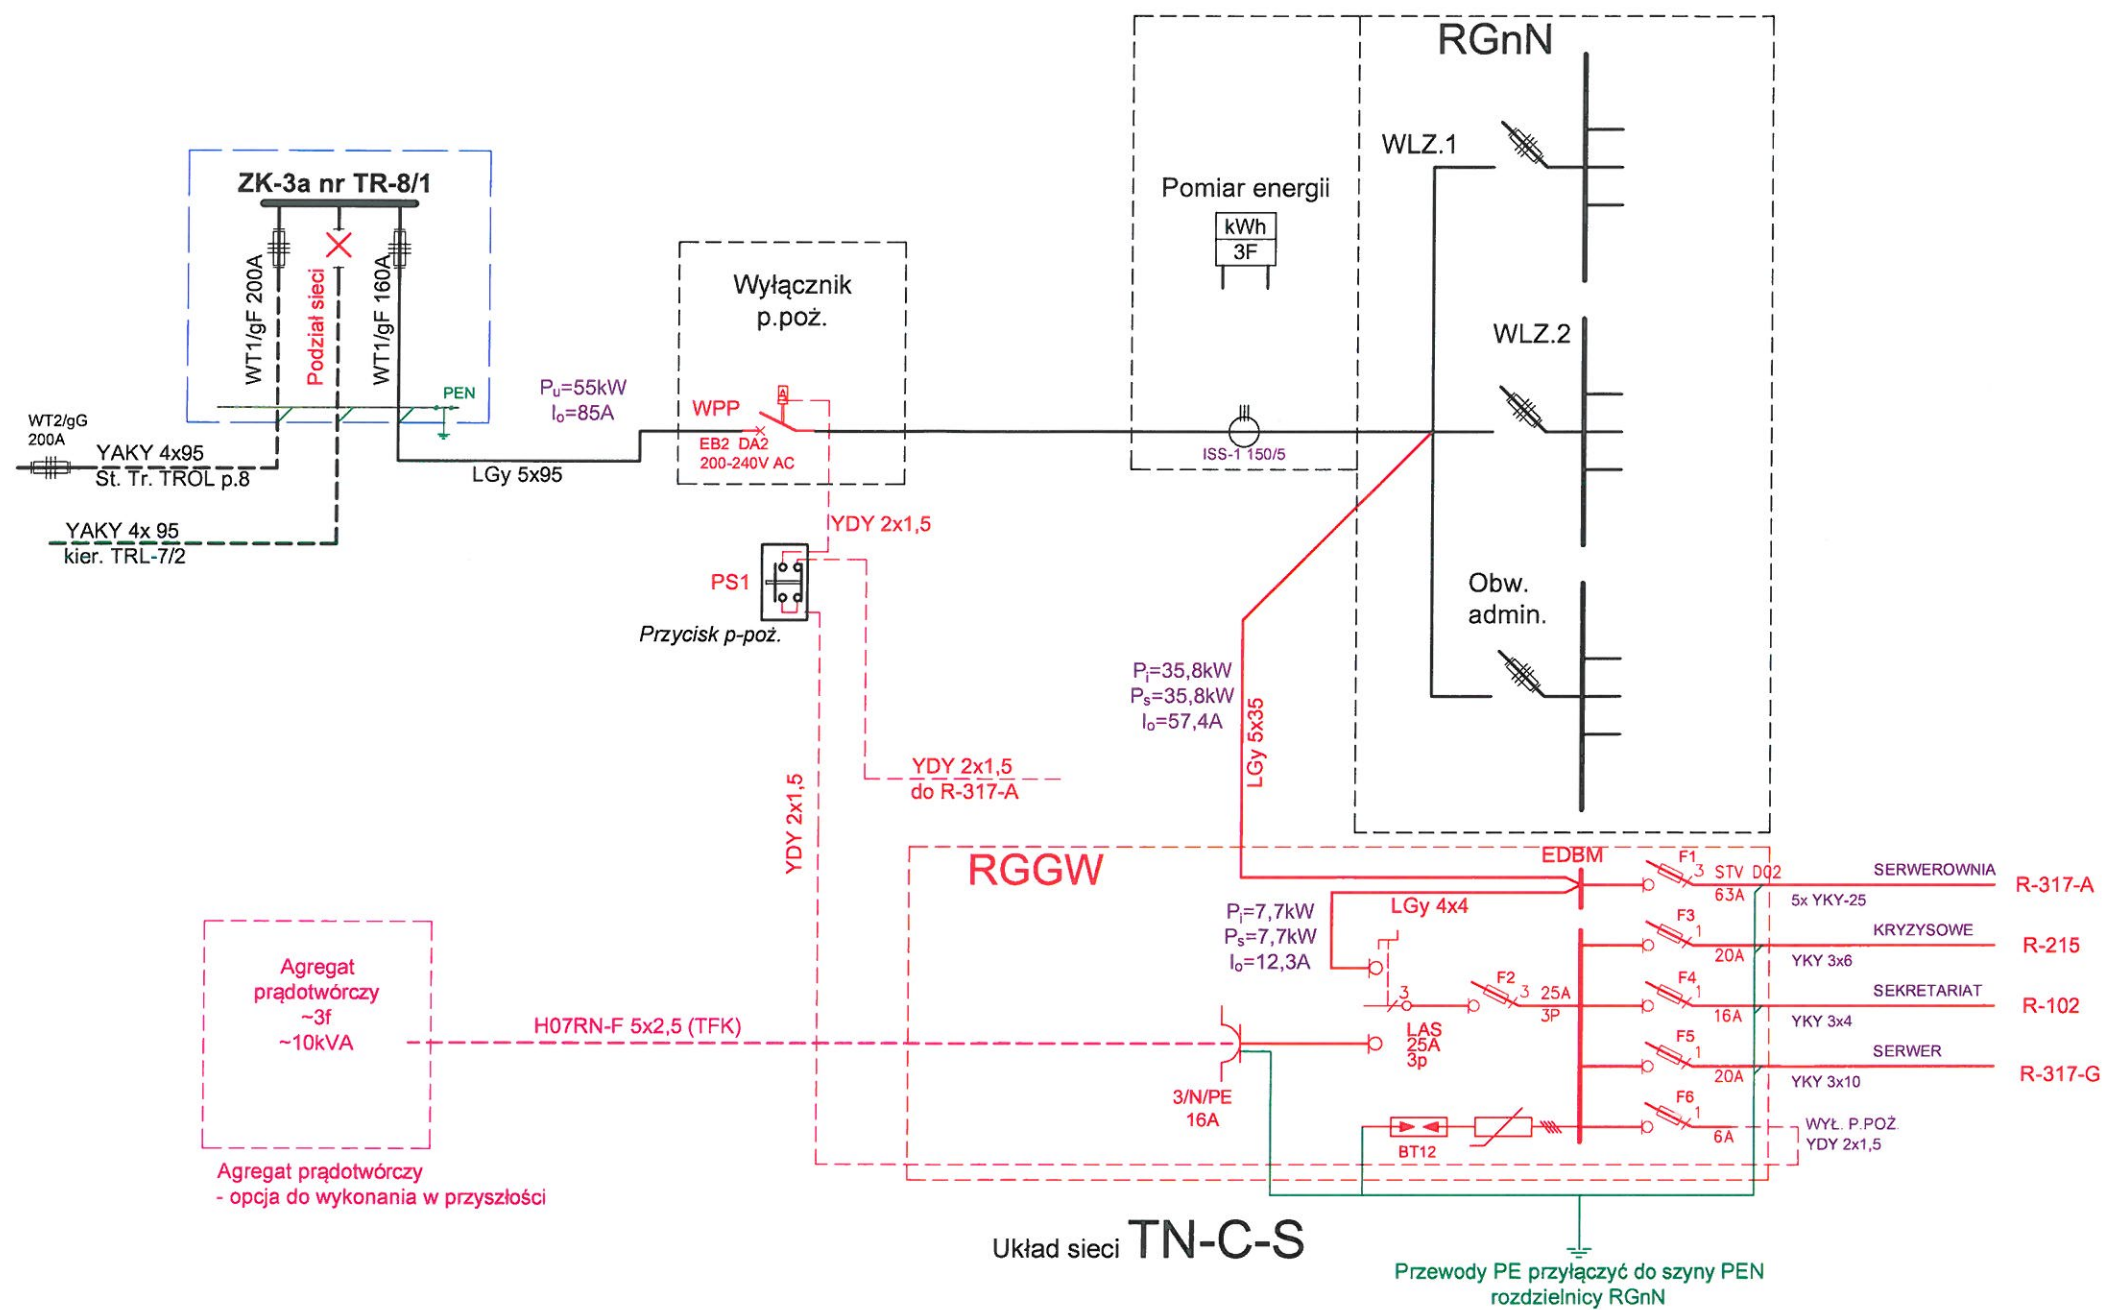 RGnN
WLZ.1
Pomiar energii
kWh
3F
WLZ.2
Obw.
admin.
ISS-1 150/5
ZK-3a nr TR-8/1
WT1/gF 200A
Podział sieci
WT1/gF 160A
PEN
WT2/gG
200A
YAKY 4x95
St. Tr. TROL p.8
YAKY 4x 95
kier. TRL-7/2
LGy 5x95
Pu=55kW
Io=85A
Wyłącznik
p.poż.
WPP
EB2 DA2
200-240V AC
YDY 2x1,5
PS1
Przycisk p-poż.
YDY 2x1,5
do R-317-A
YDY 2x1,5
Pi=35,8kW
Ps=35,8kW
Io=57,4A
LGy 5x35
RGGW
EDBM
LGy 4x4
Pi=7,7kW
Ps=7,7kW
Io=12,3A
F1
3
STV D02
63A
SERWEROWNIA
5x YKY-25
R-317-A
F3
1
20A
KRYZYSOWE
YKY 3x6
R-215
F2
3
25A
3P
3
LAS
25A
3p
F4
1
16A
SEKRETARIAT
YKY 3x4
R-102
F5
1
20A
SERWER
YKY 3x10
R-317-G
F6
1
6A
WYŁ. P.POŻ.
YDY 2x1,5
BT12
3/N/PE
16A
Agregat
prądotwórczy
~3f
~10kVA
H07RN-F 5x2,5 (TFK)
Agregat prądotwórczy
- opcja do wykonania w przyszłości
Układ sieci TN-C-S
Przewody PE przyłączyć do szyny PEN
rozdzielnicy RGnN